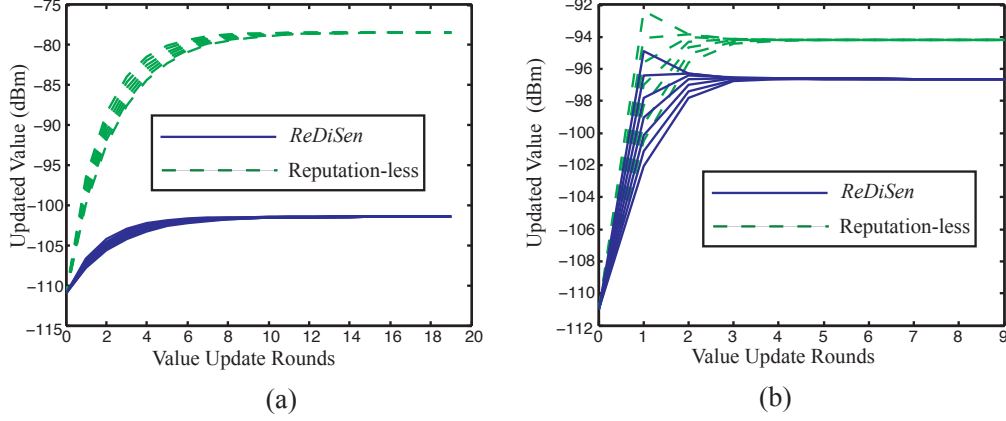 −75
−80
−85
−90
−95
−100
−105
−110
−115
Updated Value (dBm)
ReDiSen
Reputation-less
0 2 4 6 8 10 12 14 16 18 20
Value Update Rounds
(a)
−92
−94
−96
−98
−100
−102
−104
−106
−108
−110
−112
Updated Value (dBm)
ReDiSen
Reputation-less
0 1 2 3 4 5 6 7 8 9
Value Update Rounds
(b)